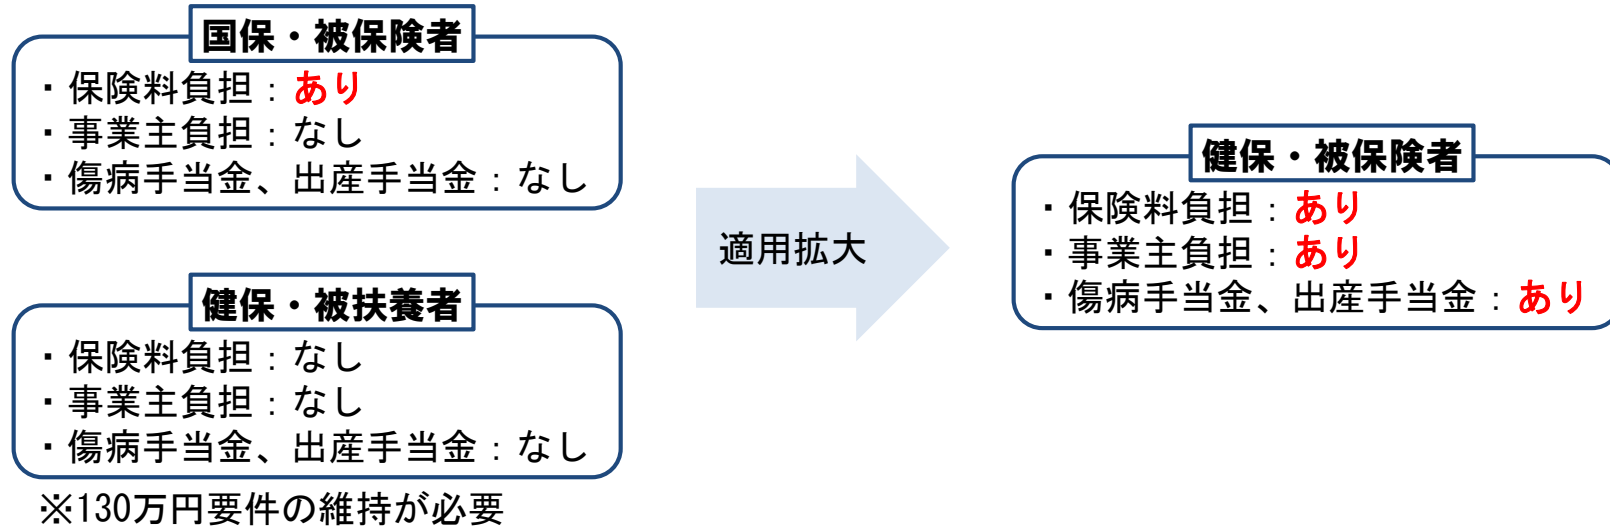 国保・被保険者
・保険料負担：あり
・事業主負担：なし
・傷病手当金、出産手当金：なし
健保・被扶養者
・保険料負担：なし
・事業主負担：なし
・傷病手当金、出産手当金：なし
※130万円要件の維持が必要
適用拡大
健保・被保険者
・保険料負担：あり
・事業主負担：あり
・傷病手当金、出産手当金：あり